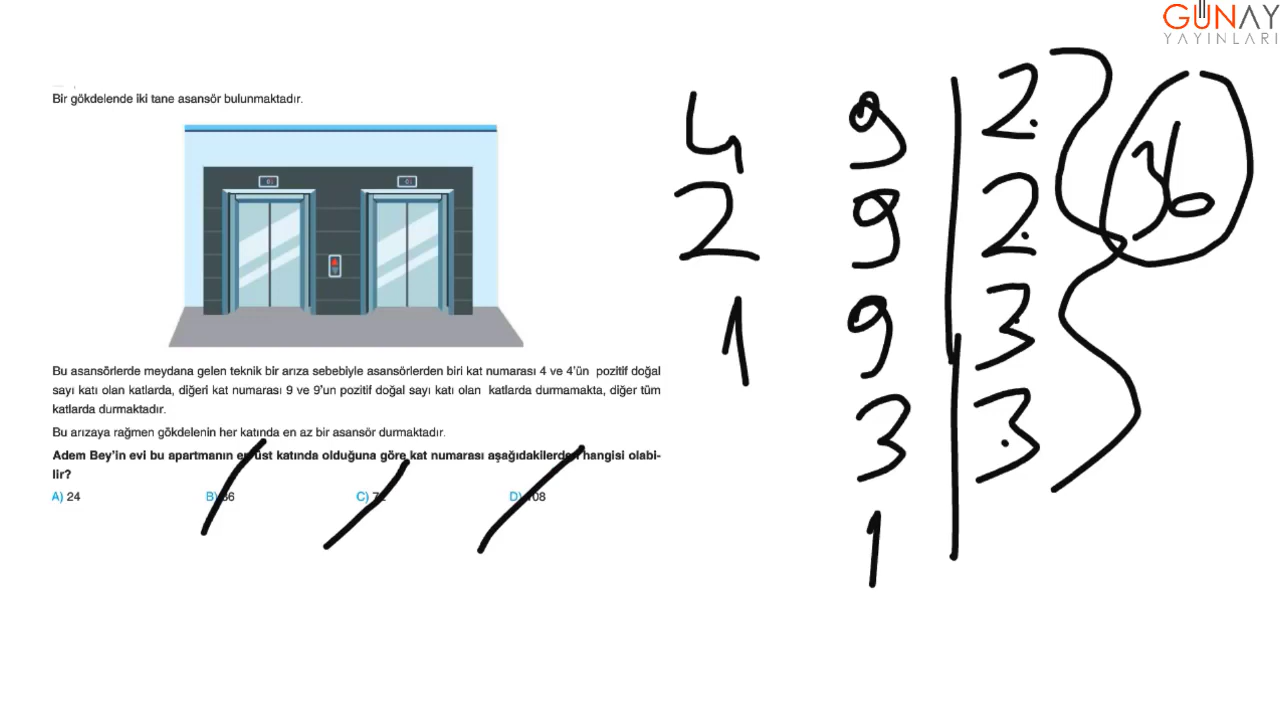 GÜNAY
YAYINLARI
Bir gökdelende iki tane asansör bulunmaktadır.
Bu asansörlerde meydana gelen teknik bir arıza sebebiyle asansörlerden biri kat numarası 4 ve 4'ün pozitif doğal
sayı katı olan katlarda, diğeri kat numarası 9 ve 9'un pozitif doğal sayı katı olan katlarda durmamakta, diğer tüm
katlarda durmaktadır.
Bu arızaya rağmen gökdelenin her katında en az bir asansör durmaktadır.
Adem Bey'in evi bu apartmanın en üst katında olduğuna göre kat numarası aşağıdakilerden hangisi olabi-
lir?
A) 24 B) 36 C) 72 D) 108
4 9 2
2 9 2
1 9 3
3 3
1
36